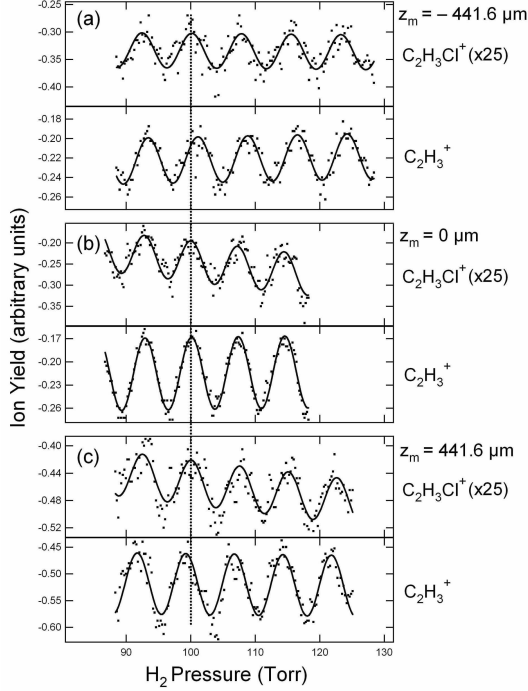 (a)
z_m = – 441.6 µm
C₂H₃Cl⁺(x25)
-0.25
-0.30
-0.35
-0.40
C₂H₃⁺
-0.18
-0.20
-0.22
-0.24
-0.26
(b)
z_m = 0 µm
C₂H₃Cl⁺(x25)
-0.20
-0.25
-0.30
-0.35
C₂H₃⁺
-0.17
-0.20
-0.23
-0.26
(c)
z_m = 441.6 µm
C₂H₃Cl⁺(x25)
-0.40
-0.44
-0.48
-0.52
C₂H₃⁺
-0.45
-0.50
-0.55
-0.60
90 100 110 120 130
H₂ Pressure (Torr)
Ion Yield (arbitrary units)